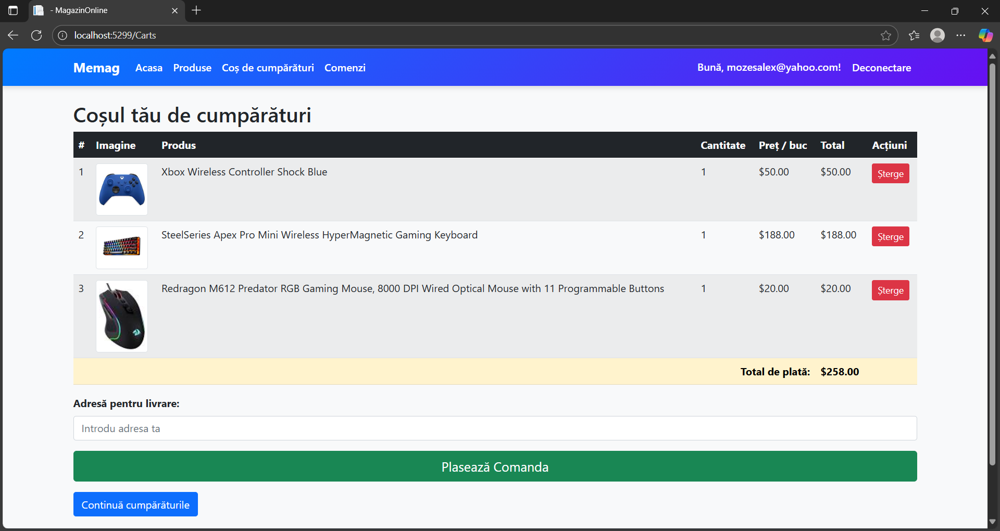 - MagazinOnline
localhost:5299/Carts
Memag Acasa Produse Coș de cumpărături Comenzi Bună, mozesalex@yahoo.com! Deconectare
Coșul tău de cumpărături
# Imagine Produs Cantitate Preț / buc Total Acțiuni
1 Xbox Wireless Controller Shock Blue 1 $50.00 $50.00 Șterge
2 SteelSeries Apex Pro Mini Wireless HyperMagnetic Gaming Keyboard 1 $188.00 $188.00 Șterge
3 Redragon M612 Predator RGB Gaming Mouse, 8000 DPI Wired Optical Mouse with 11 Programmable Buttons 1 $20.00 $20.00 Șterge
Total de plată: $258.00
Adresă pentru livrare:
Introdu adresa ta
Plasează Comanda
Continuă cumpărăturile